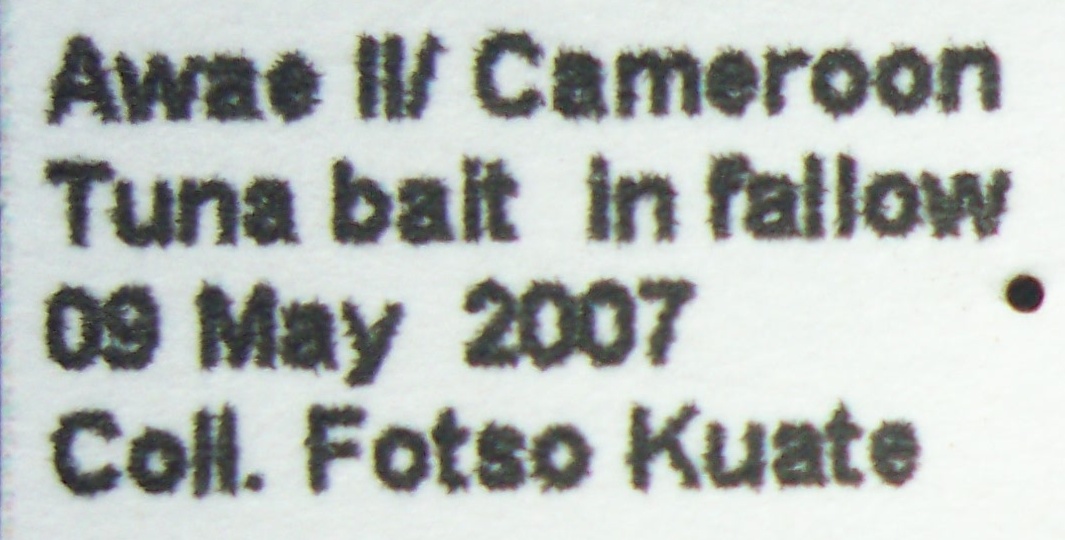 Awae II/ Cameroon
Tuna bait in fallow
09 May 2007
Coll. Fotso Kuate